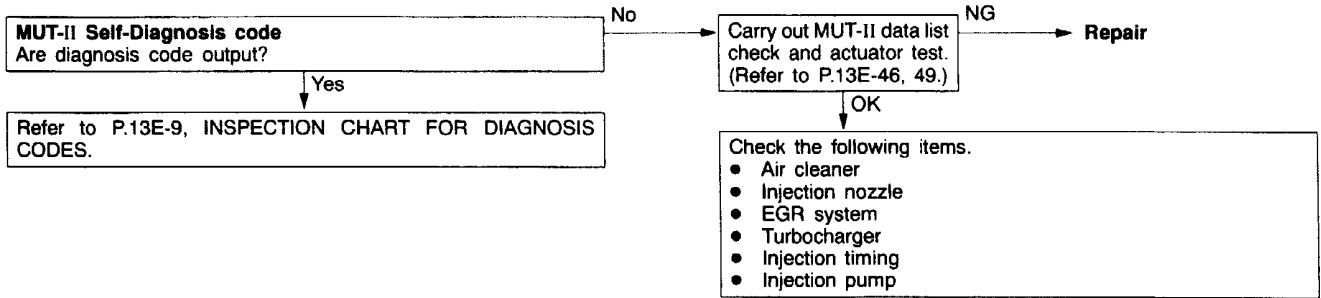 MUT-II Self-Diagnosis code
Are diagnosis code output?
No
Yes
Refer to P.13E-9, INSPECTION CHART FOR DIAGNOSIS
CODES.
Carry out MUT-II data list
check and actuator test.
(Refer to P.13E-46, 49.)
NG
Repair
OK
Check the following items.
● Air cleaner
● Injection nozzle
● EGR system
● Turbocharger
● Injection timing
● Injection pump